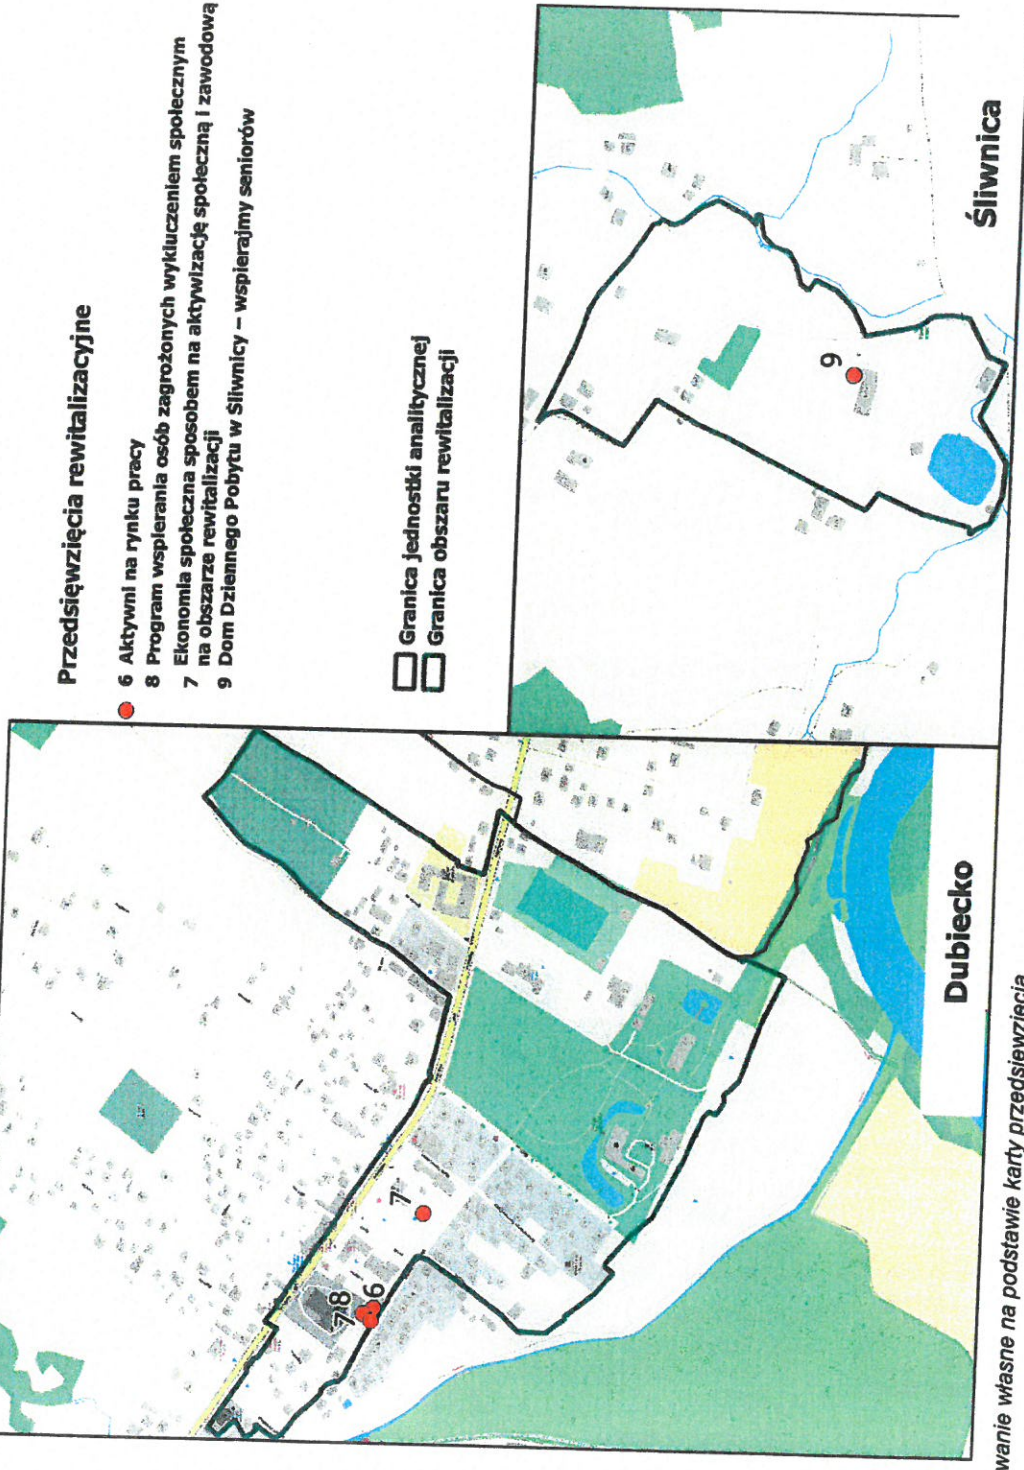 Przedsięwzięcia rewitalizacyjne
6 Aktywni na rynku pracy
8 Program wspierania osób zagrożonych wykluczeniem społecznym
Ekonomia społeczna sposobem na aktywizację społeczną i zawodową
7 na obszarze rewitalizacji
9 Dom Dziennego Pobytu w Śliwnicy – wspierajmy seniorów
Granica jednostki analitycznej
Granica obszaru rewitalizacji
7
7
8
6
Dubiecko
9
Śliwnica
wanie własne na podstawie karty przedsięwzięcia